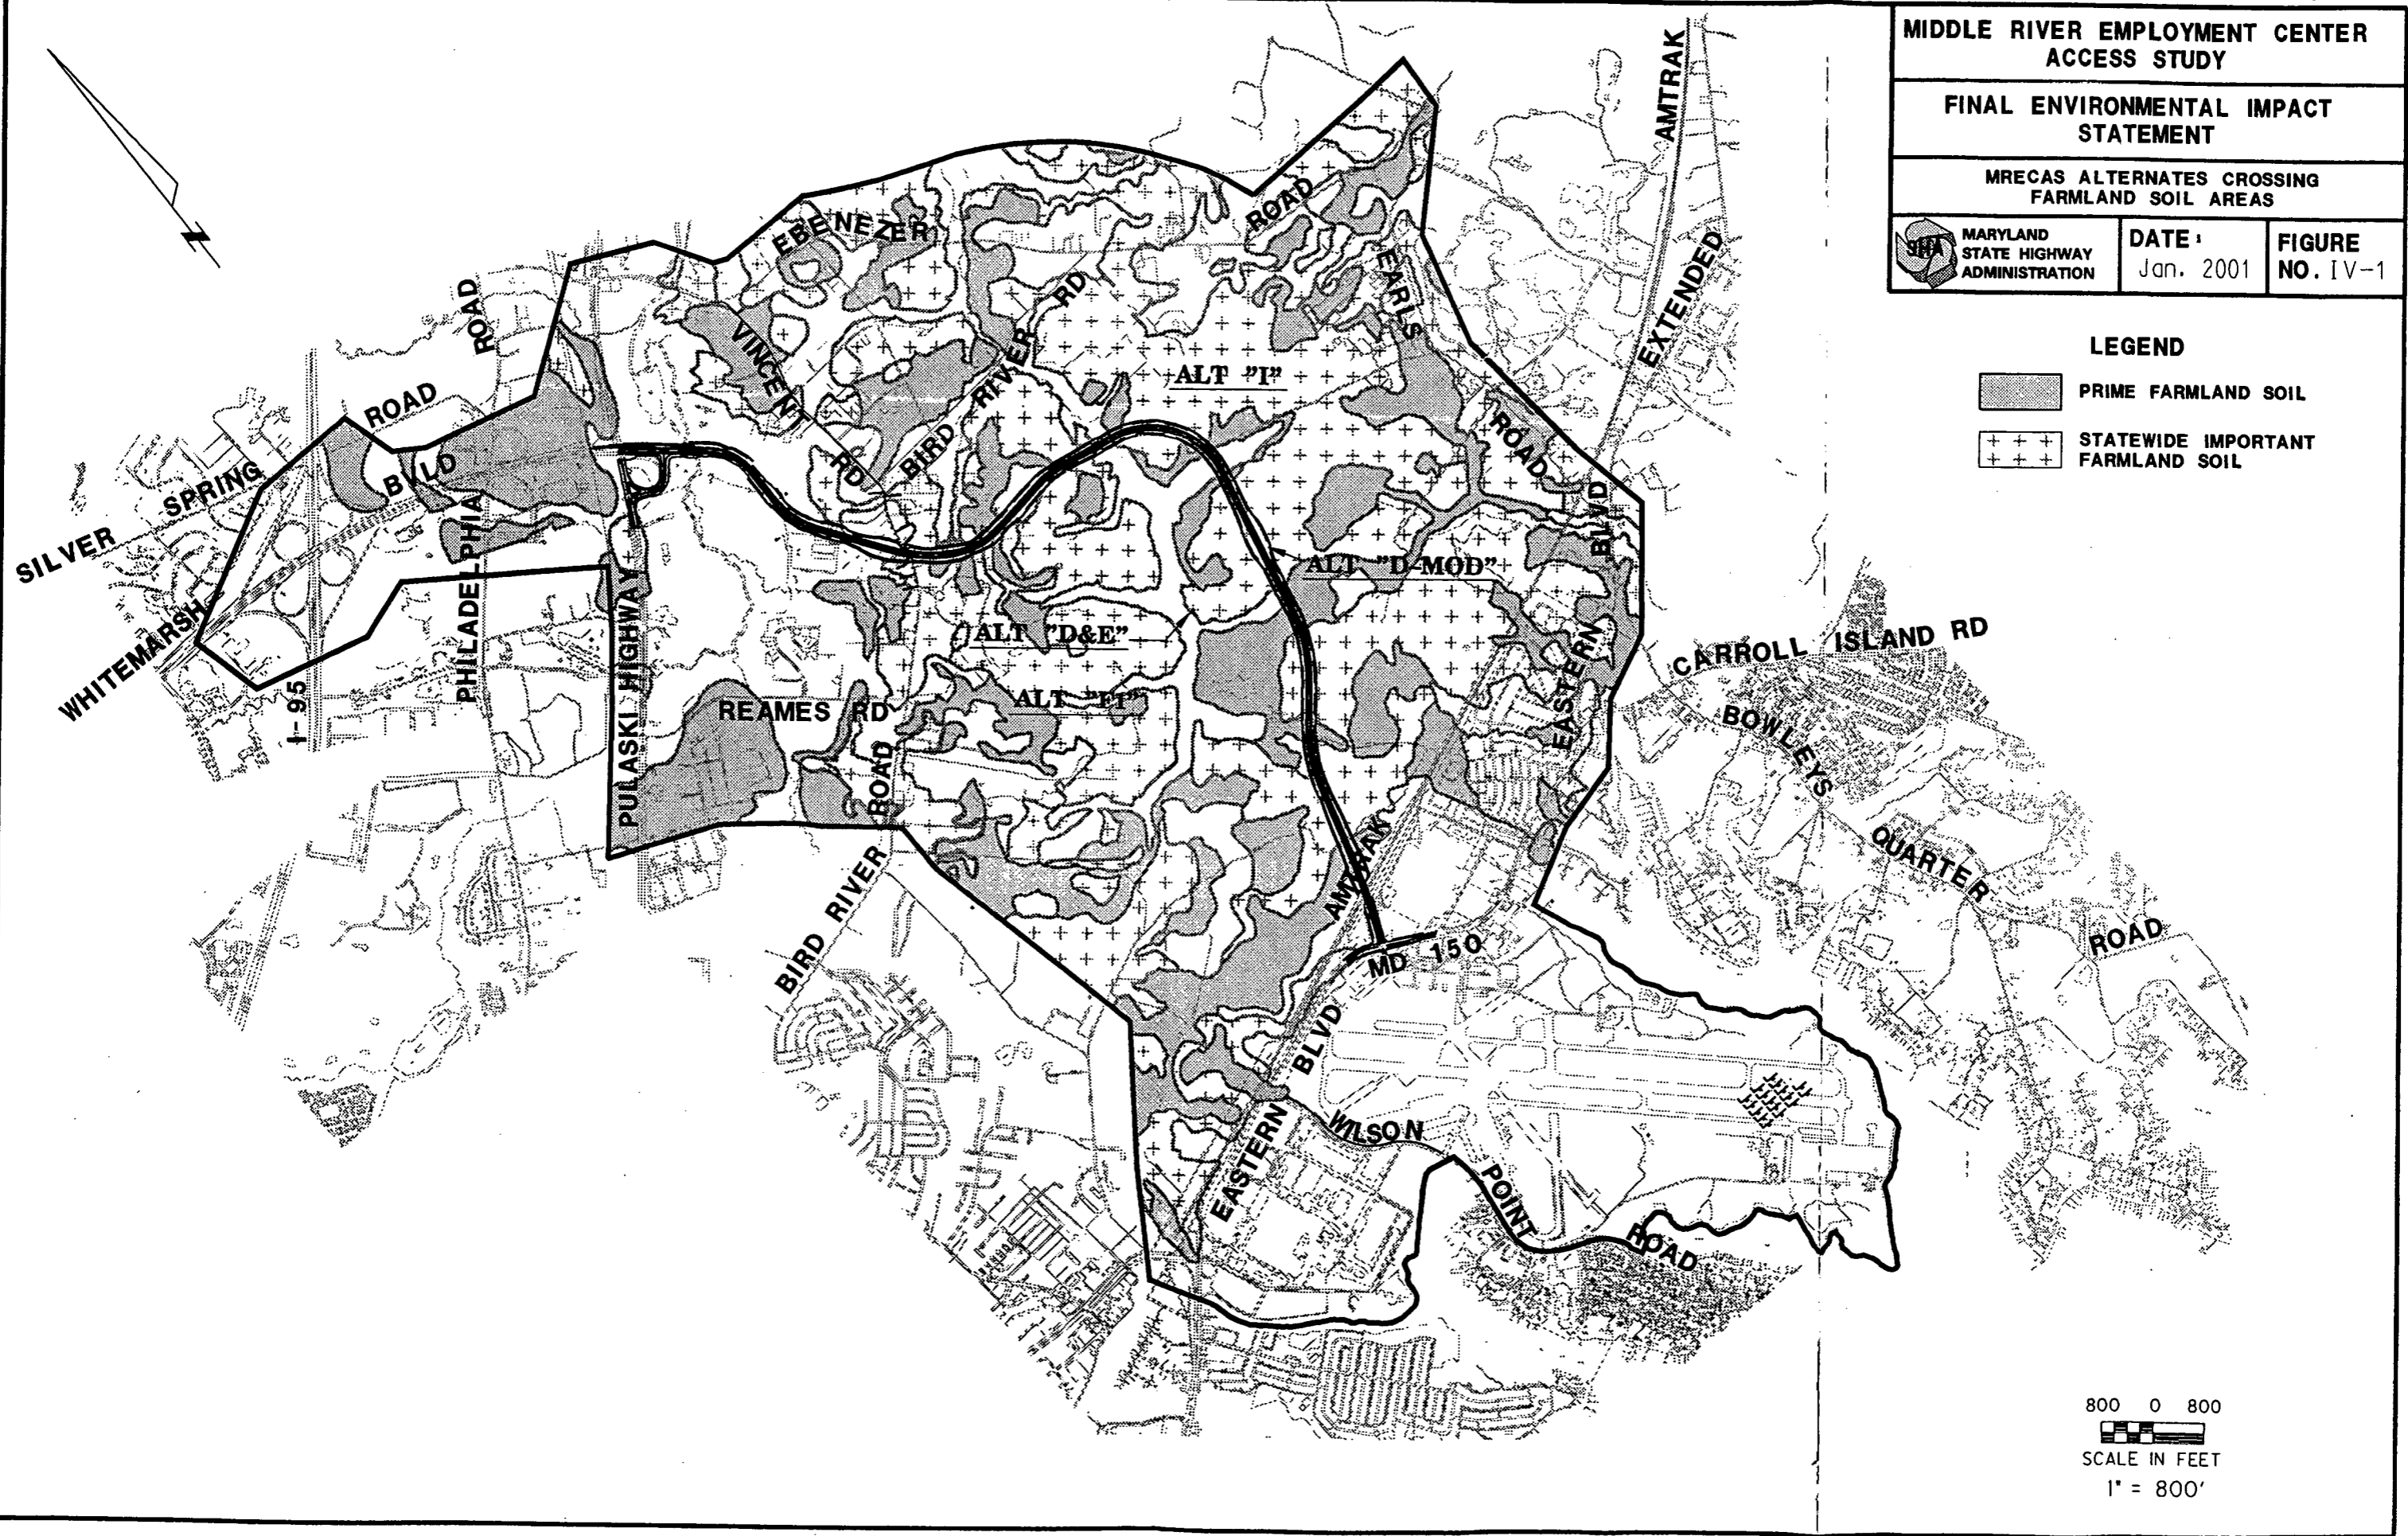 MIDDLE RIVER EMPLOYMENT CENTER
ACCESS STUDY
FINAL ENVIRONMENTAL IMPACT
STATEMENT
MRECAS ALTERNATES CROSSING
FARMLAND SOIL AREAS
SHA
MARYLAND
STATE HIGHWAY
ADMINISTRATION
DATE:
Jan. 2001
FIGURE
NO. IV-1
LEGEND
PRIME FARMLAND SOIL
STATEWIDE IMPORTANT
FARMLAND SOIL
AMTRAK
EXTENDED
EBENEZER
ROAD
EARLS
ROAD
ROAD
ROAD
SILVER SPRING
WHITEMARSH
BVLD
PHILADELPHIA
I-95
PULASKI HIGHWAY
VINCENT
RD
BIRD RIVER RD
ALT "I"
ALT "D-MOD"
ALT "D&E"
REAMES RD
ROAD
BIRD RIVER
BLVD
EASTERN
CARROLL ISLAND RD
BOWLEYS
QUARTER
ROAD
AMTRAK
MD 150
BLVD
EASTERN
WILSON
POINT
ROAD
800 0 800
SCALE IN FEET
1" = 800'